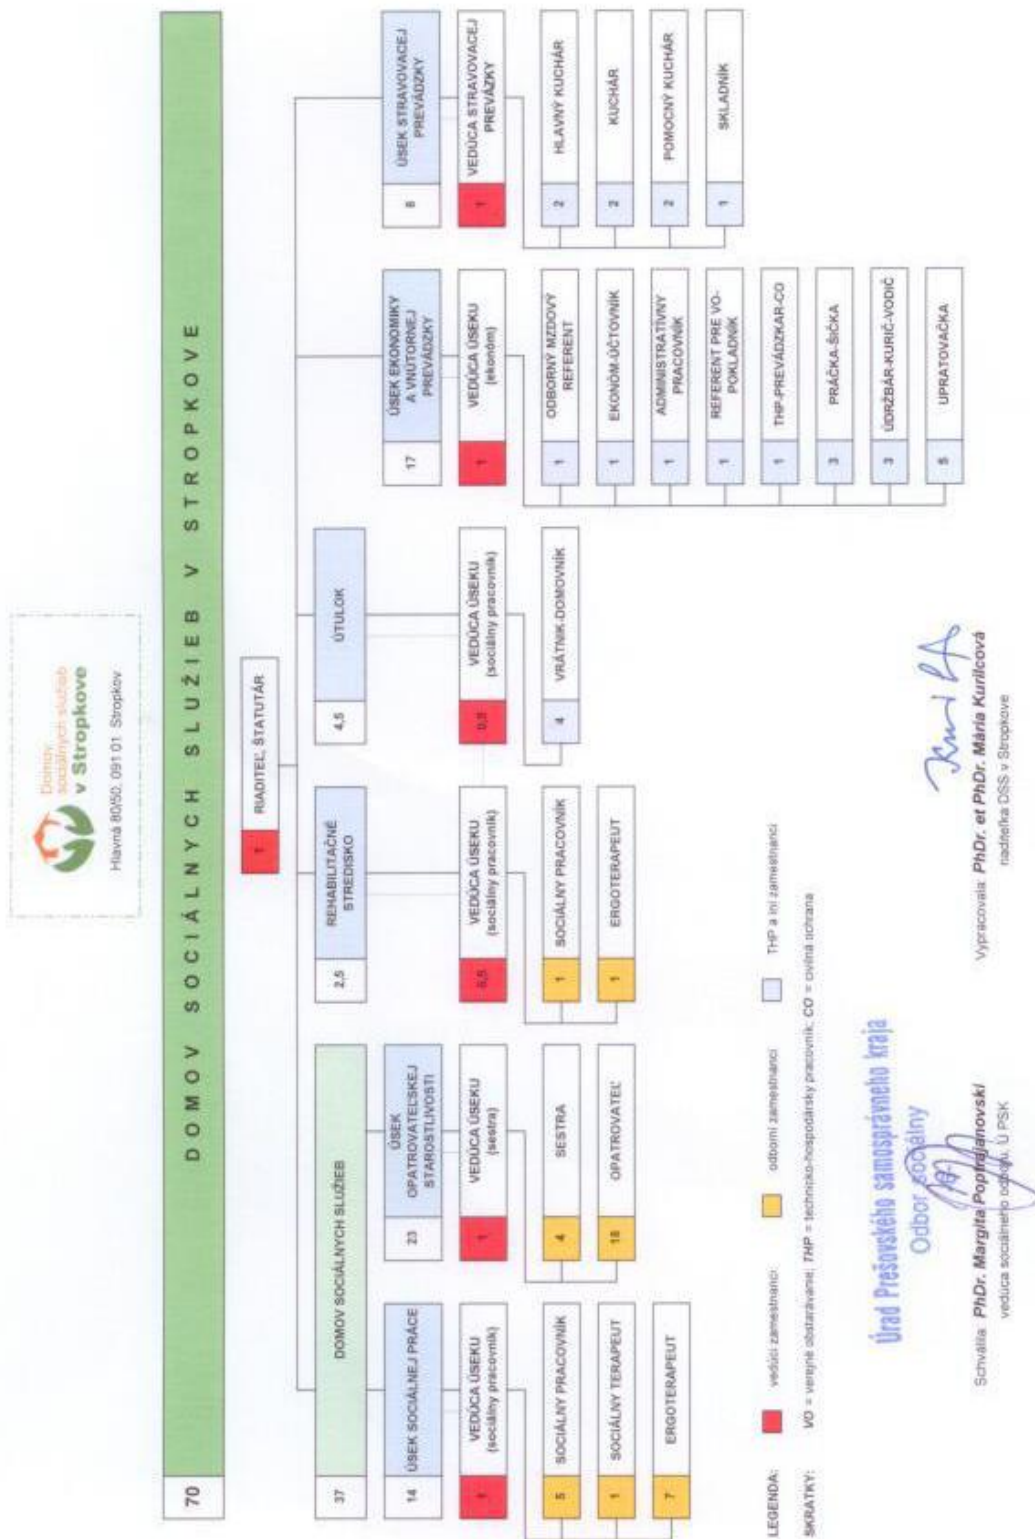 Domov
sociálnych služieb
v Stropkove
Hlavná 80/50, 091 01 Stropkov
70
DOMOV SOCIÁLNYCH SLUŽIEB V STROPKOVE
1
RIADITEĽ, ŠTATUTÁR
37
DOMOV SOCIÁLNYCH SLUŽIEB
14
ÚSEK SOCIÁLNEJ PRÁCE
1
VEDÚCA ÚSEKU
(sociálny pracovník)
5
SOCIÁLNY PRACOVNÍK
1
SOCIÁLNY TERAPEUT
7
ERGOTERAPEUT
23
ÚSEK
OPATROVATEĽSKEJ
STAROSTLIVOSTI
1
VEDÚCA ÚSEKU
(sestra)
4
SESTRA
18
OPATROVATEĽ
2,5
REHABILITAČNÉ
STREDISKO
0,5
VEDÚCA ÚSEKU
(sociálny pracovník)
1
SOCIÁLNY PRACOVNÍK
1
ERGOTERAPEUT
4,5
ÚTULOK
0,5
VEDÚCA ÚSEKU
(sociálny pracovník)
4
VRÁTNIK-DOMOVNÍK
17
ÚSEK EKONOMIKY
A VNÚTORNEJ
PREVÁDZKY
1
VEDÚCA ÚSEKU
(ekonóm)
1
ODBORNÝ MZDOVÝ
REFERENT
1
EKONÓM-ÚČTOVNÍK
1
ADMINISTRATÍVNY
PRACOVNÍK
1
REFERENT PRE VO-
POKLADNÍK
1
THP-PREVÁDZKAR-CO
3
PRÁČKA-ŠIČKA
3
ÚDRŽBÁR-KURIČ-VODIČ
5
UPRATOVAČKA
8
ÚSEK STRAVOVACEJ
PREVÁDZKY
1
VEDÚCA STRAVOVACEJ
PREVÁZKY
2
HLAVNÝ KUCHÁR
2
KUCHÁR
2
POMOCNÝ KUCHÁR
1
SKLADNÍK
LEGENDA: vedúci zamestnanci odborní zamestnanci THP a iní zamestnanci
SKRATKY: VO = verejné obstarávanie; THP = technicko-hospodársky pracovník; CO = civilná ochrana
Úrad Prešovského samosprávneho kraja
Odbor sociálny
Schválila: PhDr. Margita Poptrajanovski
vedúca sociálneho odboru Ú PSK
Vypracovala: PhDr. et PhDr. Mária Kurilcová
riaditeľka DSS v Stropkove